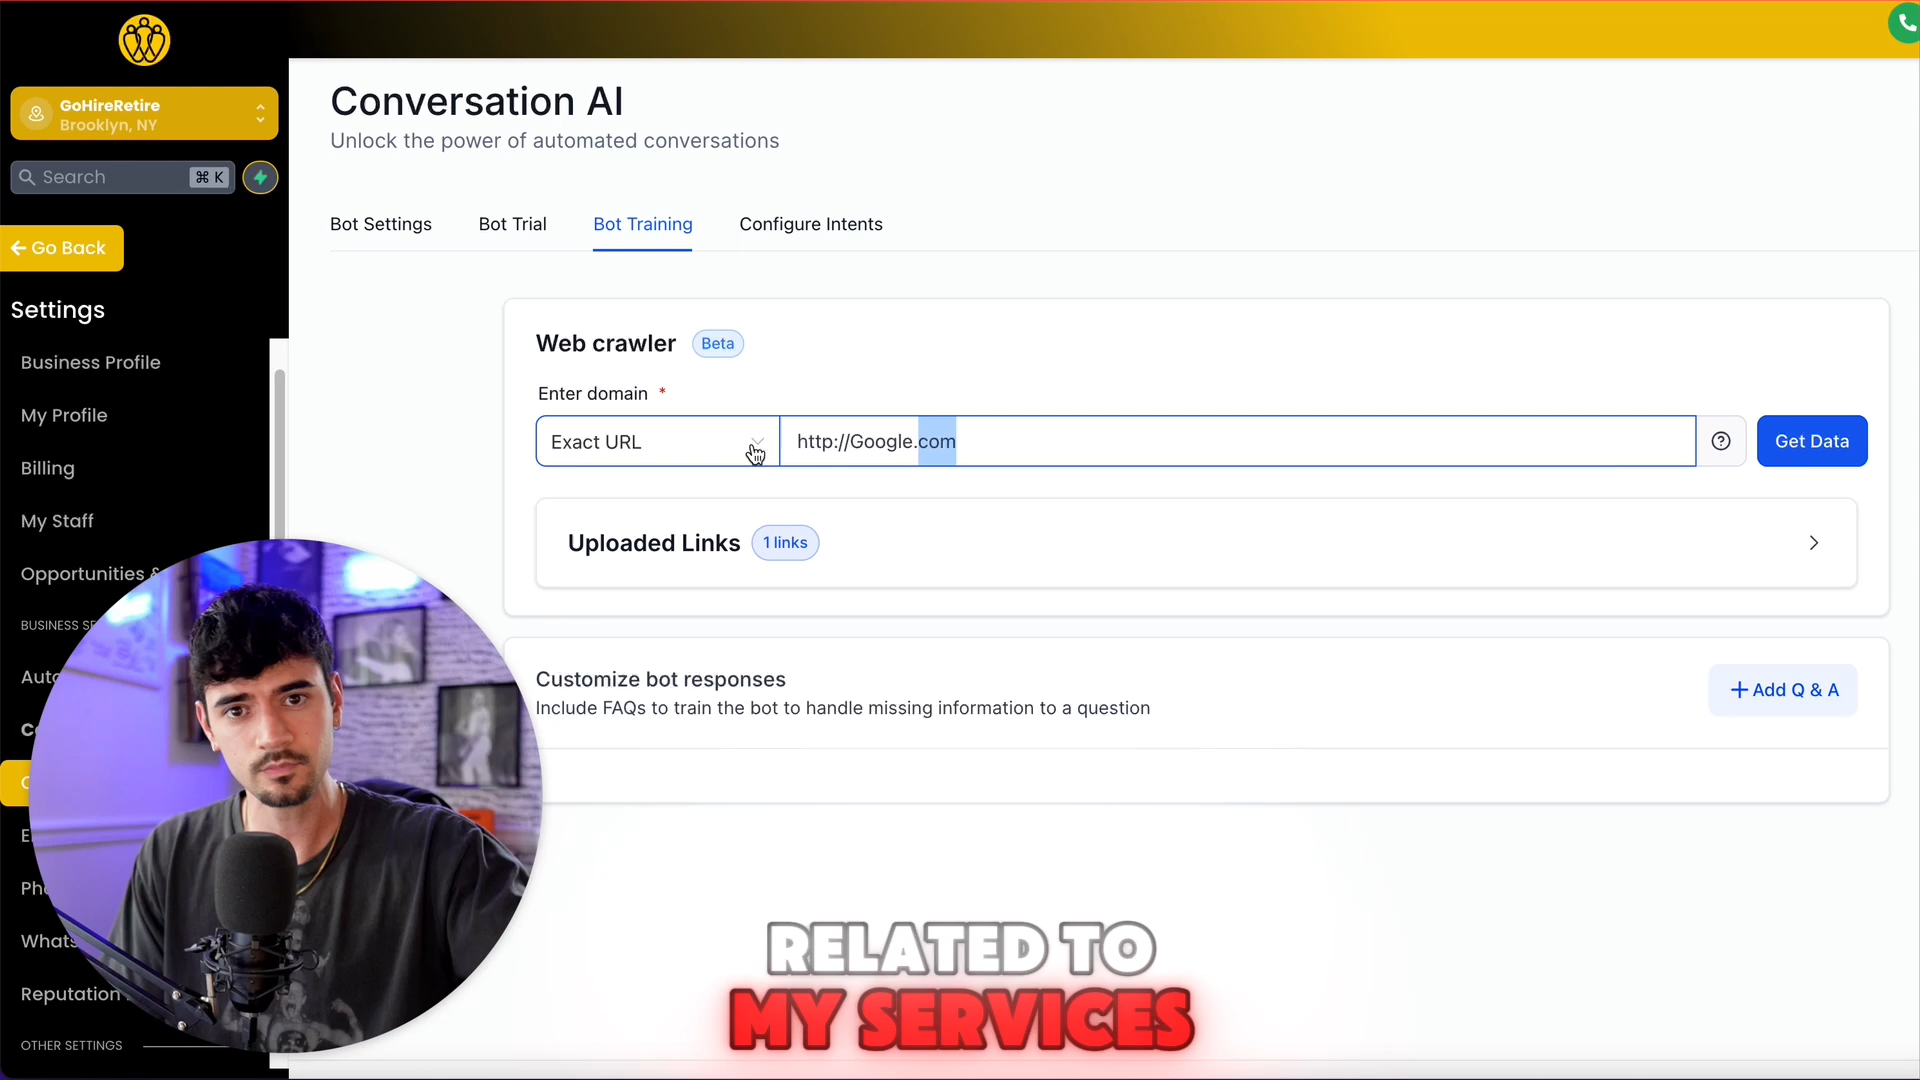 GoHireRetire
Brooklyn, NY
Search
⌘ K
Go Back
Settings
Business Profile
My Profile
Billing
My Staff
Opportunities &
BUSINESS SE
Auto
Co
Ph
Whats
Reputation
OTHER SETTINGS
Conversation AI
Unlock the power of automated conversations
Bot Settings
Bot Trial
Bot Training
Configure Intents
Web crawler
Beta
Enter domain *
Exact URL
http://Google.com
Get Data
Uploaded Links
1 links
Customize bot responses
Include FAQs to train the bot to handle missing information to a question
+ Add Q & A
RELATED TO
MY SERVICES